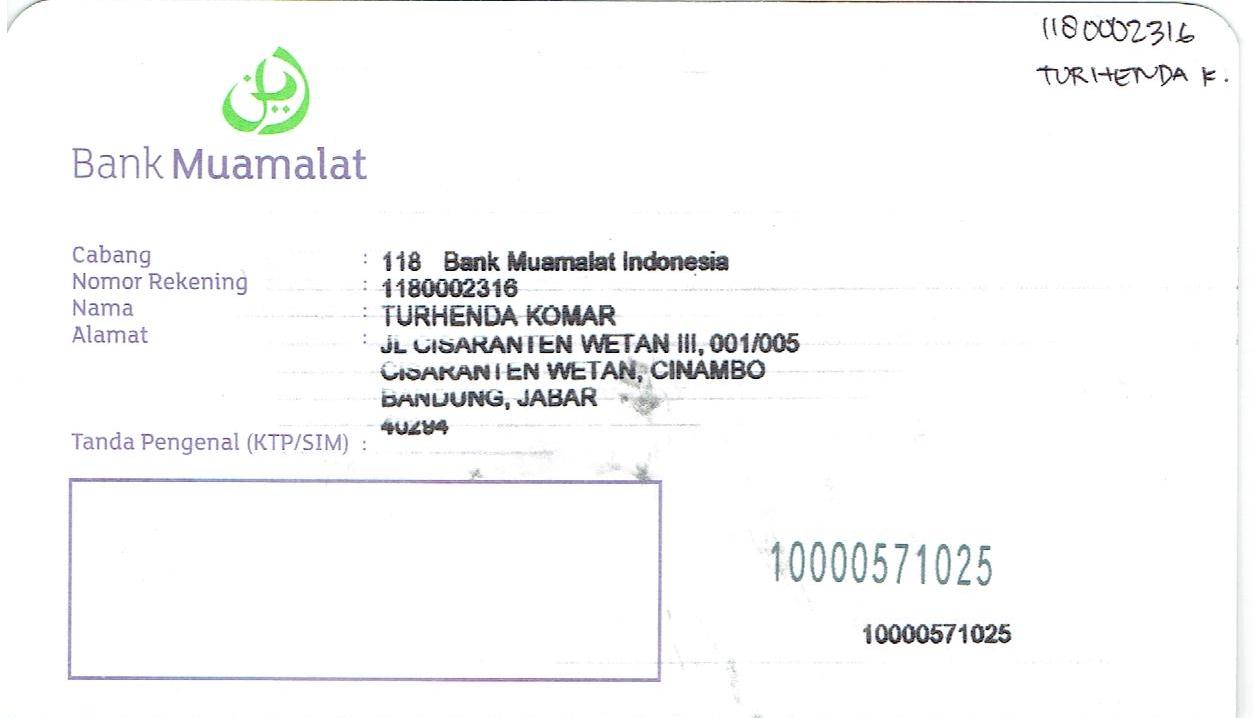 1180002316
TURHENDA K.
Bank Muamalat
Cabang : 118 Bank Muamalat Indonesia
Nomor Rekening : 1180002316
Nama : TURHENDA KOMAR
Alamat : JL CISARANTEN WETAN III, 001/005
CISARANTEN WETAN, CINAMBO
BANDUNG, JABAR
40294
Tanda Pengenal (KTP/SIM) :
10000571025
10000571025